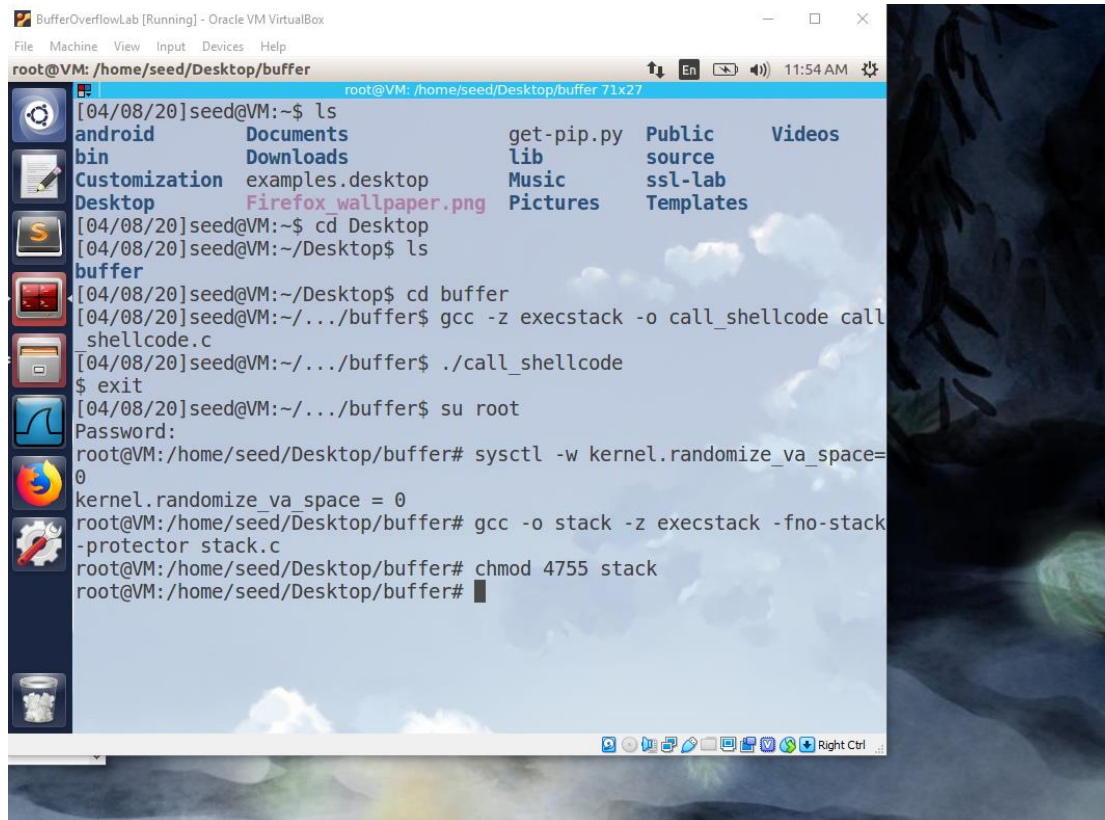 BufferOverflowLab [Running] - Oracle VM VirtualBox
File Machine View Input Devices Help
root@VM: /home/seed/Desktop/buffer En 11:54 AM
root@VM: /home/seed/Desktop/buffer 71x27
[04/08/20]seed@VM:~$ ls
android Documents get-pip.py Public Videos
bin Downloads lib source
Customization examples.desktop Music ssl-lab
Desktop Firefox_wallpaper.png Pictures Templates
[04/08/20]seed@VM:~$ cd Desktop
[04/08/20]seed@VM:~/Desktop$ ls
buffer
[04/08/20]seed@VM:~/Desktop$ cd buffer
[04/08/20]seed@VM:~/.../buffer$ gcc -z execstack -o call_shellcode call
_shellcode.c
[04/08/20]seed@VM:~/.../buffer$ ./call_shellcode
$ exit
[04/08/20]seed@VM:~/.../buffer$ su root
Password:
root@VM:/home/seed/Desktop/buffer# sysctl -w kernel.randomize_va_space=
0
kernel.randomize_va_space = 0
root@VM:/home/seed/Desktop/buffer# gcc -o stack -z execstack -fno-stack
-protector stack.c
root@VM:/home/seed/Desktop/buffer# chmod 4755 stack
root@VM:/home/seed/Desktop/buffer#
Right Ctrl